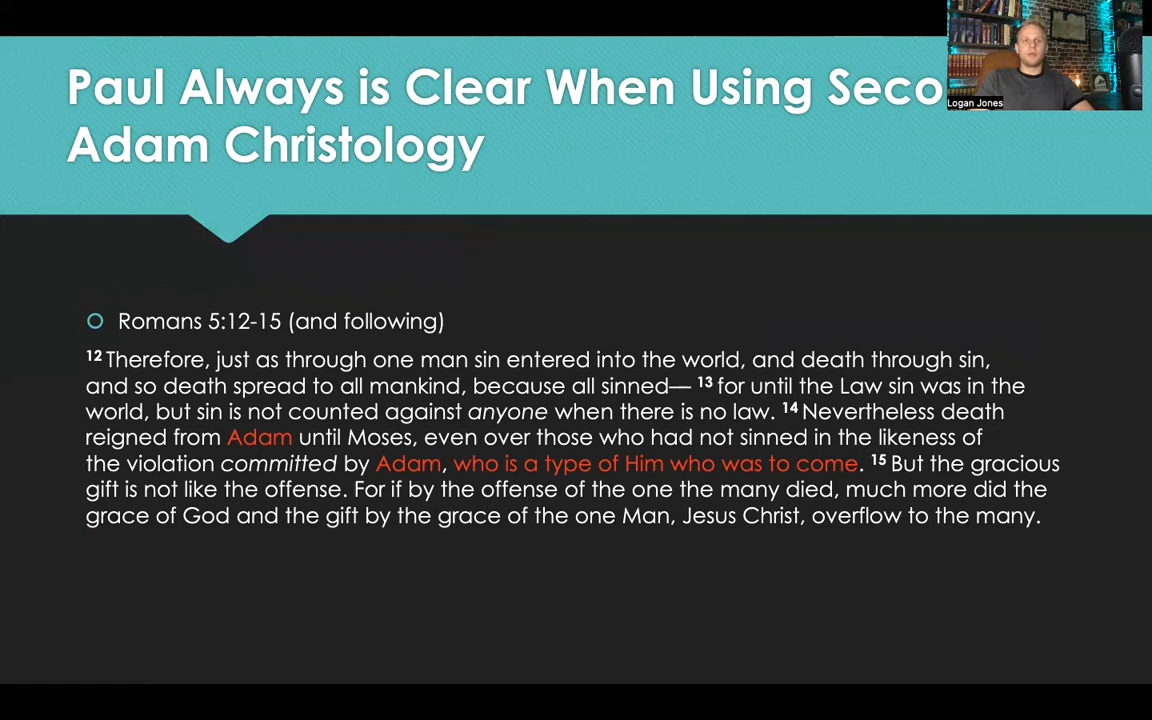 Paul Always is Clear When Using Seco
Adam Christology
Logan Jones
Romans 5:12-15 (and following)
12 Therefore, just as through one man sin entered into the world, and death through sin,
and so death spread to all mankind, because all sinned— 13 for until the Law sin was in the
world, but sin is not counted against anyone when there is no law. 14 Nevertheless death
reigned from Adam until Moses, even over those who had not sinned in the likeness of
the violation committed by Adam, who is a type of Him who was to come. 15 But the gracious
gift is not like the offense. For if by the offense of the one the many died, much more did the
grace of God and the gift by the grace of the one Man, Jesus Christ, overflow to the many.